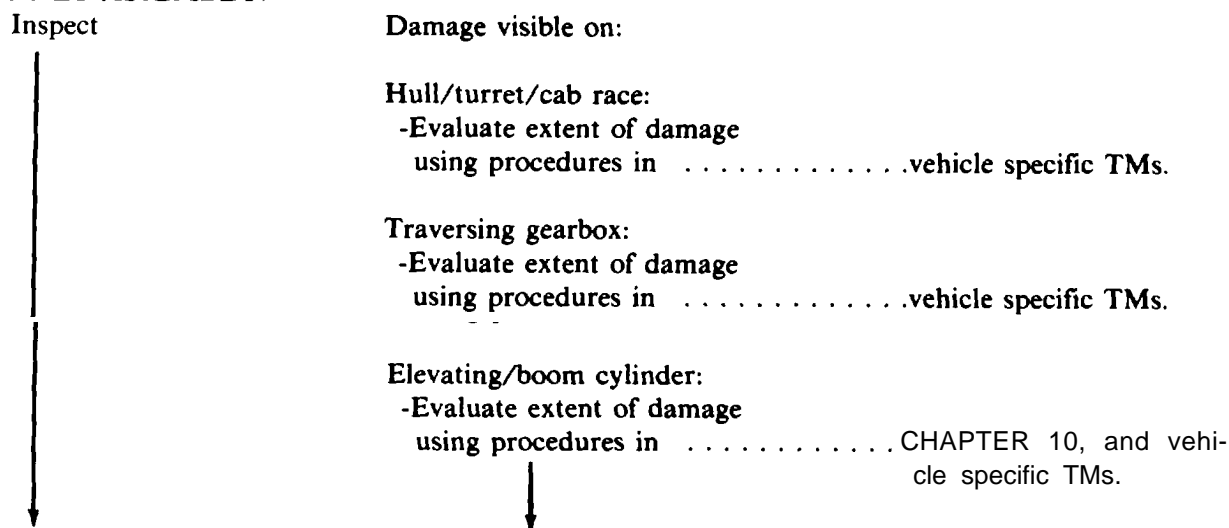 Inspect Damage visible on:
Hull/turret/cab race:
-Evaluate extent of damage
using procedures in . . . . . . . . . . . . .vehicle specific TMs.
Traversing gearbox:
-Evaluate extent of damage
using procedures in . . . . . . . . . . . . .vehicle specific TMs.
Elevating/boom cylinder:
-Evaluate extent of damage
using procedures in . . . . . . . . . . . . .CHAPTER 10, and vehi-
cle specific TMs.